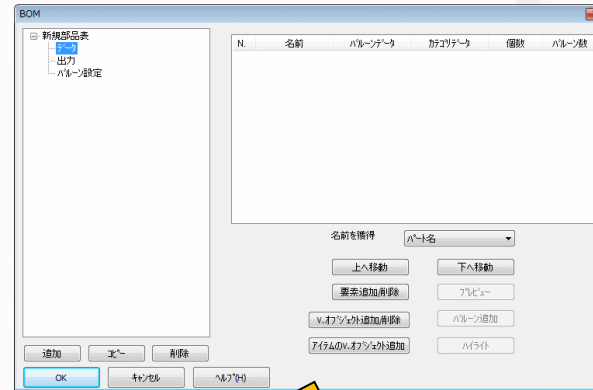 BOM
新規部品表
データ
出力
バルーン設定
N. 名前 バルーンデータ カテゴリデータ 個数 バルーン数
名前を獲得 パート名
上へ移動 下へ移動
要素追加/削除 プレビュー
V.オブジェクト追加/削除 バルーン追加
アイテムのV.オブジェクト追加 ハイライト
追加 コピー 削除
OK キャンセル ヘルプ(H)